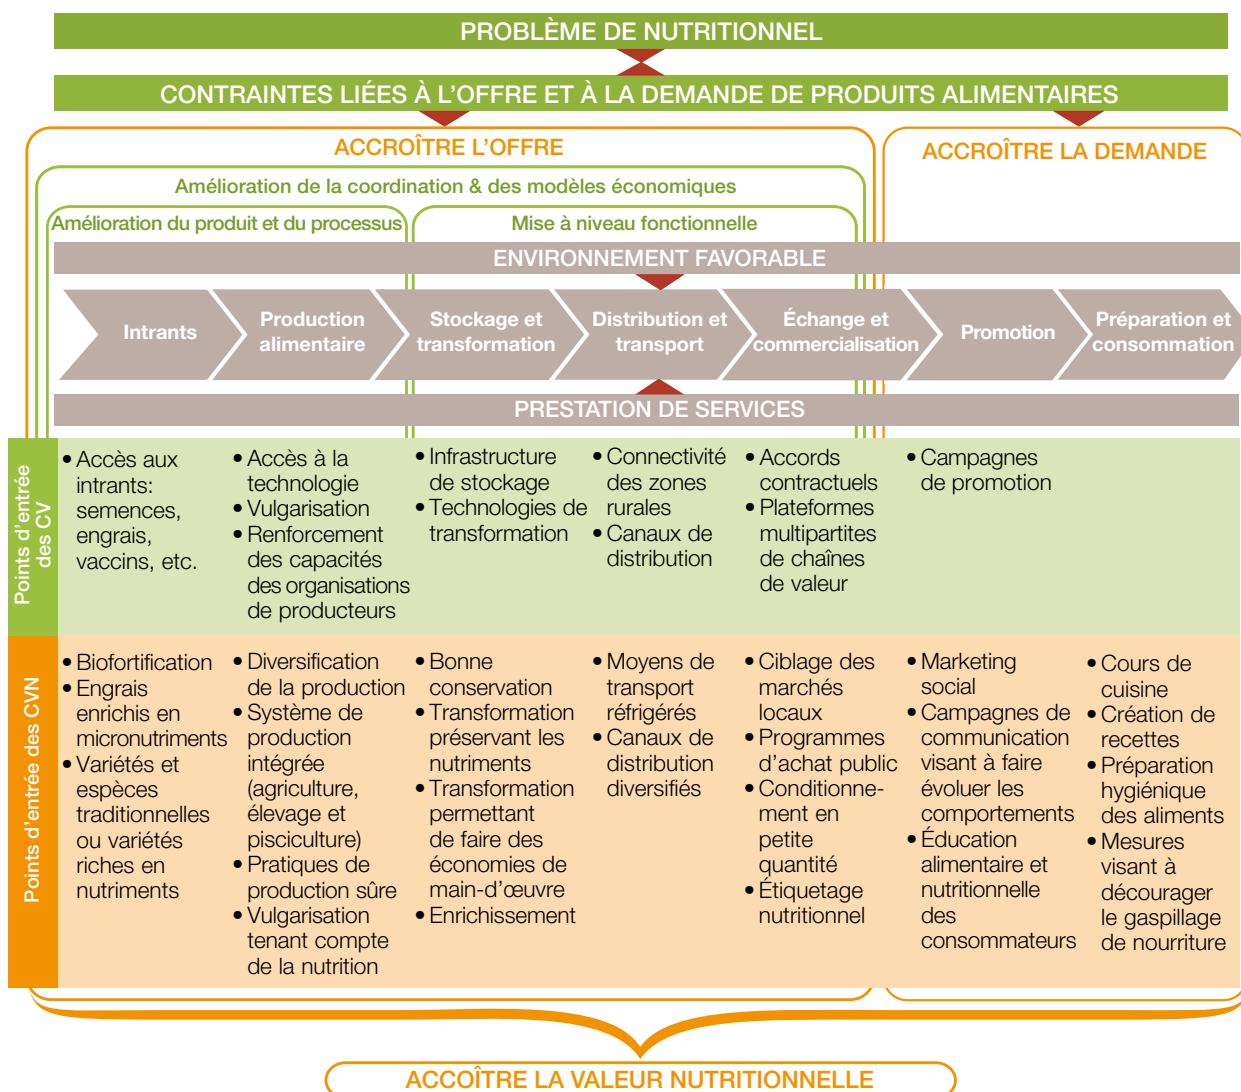 PROBLÈME DE NUTRITIONNEL
CONTRAINTES LIÉES À L'OFFRE ET À LA DEMANDE DE PRODUITS ALIMENTAIRES
ACCROÎTRE L'OFFRE
ACCROÎTRE LA DEMANDE
Amélioration de la coordination & des modèles économiques
Amélioration du produit et du processus
Mise à niveau fonctionnelle
ENVIRONNEMENT FAVORABLE
Intrants
Production
alimentaire
Stockage et
transformation
Distribution et
transport
Échange et
commercialisation
Promotion
Préparation et
consommation
PRESTATION DE SERVICES
Points d'entrée
des CV
• Accès aux
intrants:
semences,
engrais,
vaccins, etc.
• Accès à la
technologie
• Vulgarisation
• Renforcement
des capacités
des organisations
de producteurs
• Infrastructure
de stockage
• Technologies de
transformation
• Connectivité
des zones
rurales
• Canaux de
distribution
• Accords
contractuels
• Plateformes
multipartites
de chaînes
de valeur
• Campagnes
de promotion
Points d'entrée des CVN
• Biofortification
• Engrais
enrichis en
micronutriments
• Variétés et
espèces
traditionnelles
ou variétés
riches en
nutriments
• Diversification
de la production
• Système de
production
intégrée
(agriculture,
élevage et
pisciculture)
• Pratiques de
production sûre
• Vulgarisation
tenant compte
de la nutrition
• Bonne
conservation
• Transformation
préservant les
nutriments
• Transformation
permettant
de faire des
économies de
main-d'œuvre
• Enrichissement
• Moyens de
transport
réfrigérés
• Canaux de
distribution
diversifiés
• Ciblage des
marchés
locaux
• Programmes
d'achat public
• Conditionne-
ment en
petite
quantité
• Étiquetage
nutritionnel
• Marketing
social
• Campagnes de
communication
visant à faire
évoluer les
comportements
• Éducation
alimentaire et
nutritionnelle
des
consommateurs
• Cours de
cuisine
• Création de
recettes
• Préparation
hygiénique
des aliments
• Mesures
visant à
décourager
le gaspillage
de nourriture
ACCOÎTRE LA VALEUR NUTRITIONNELLE